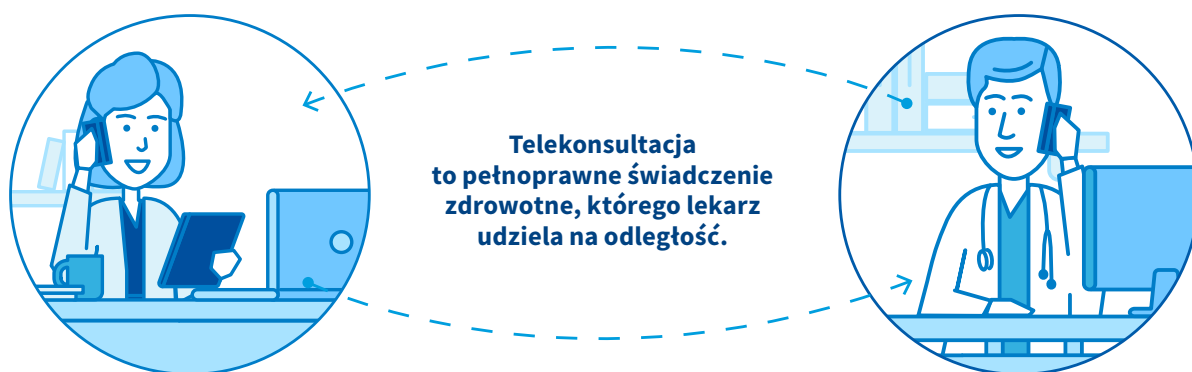 Telekonsultacja
to pełnoprawne świadczenie
zdrowotne, którego lekarz
udziela na odległość.